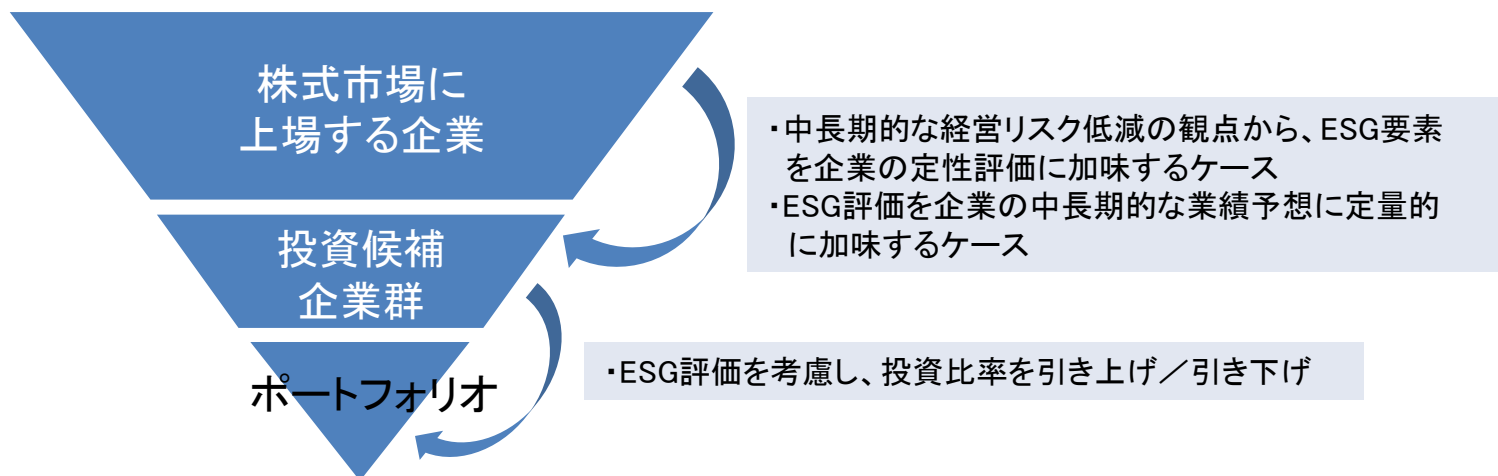 株式市場に
上場する企業
・中長期的な経営リスク低減の観点から、ESG要素
を企業の定性評価に加味するケース
・ESG評価を企業の中長期的な業績予想に定量的
に加味するケース
投資候補
企業群
・ESG評価を考慮し、投資比率を引き上げ／引き下げ
ポートフォリオ